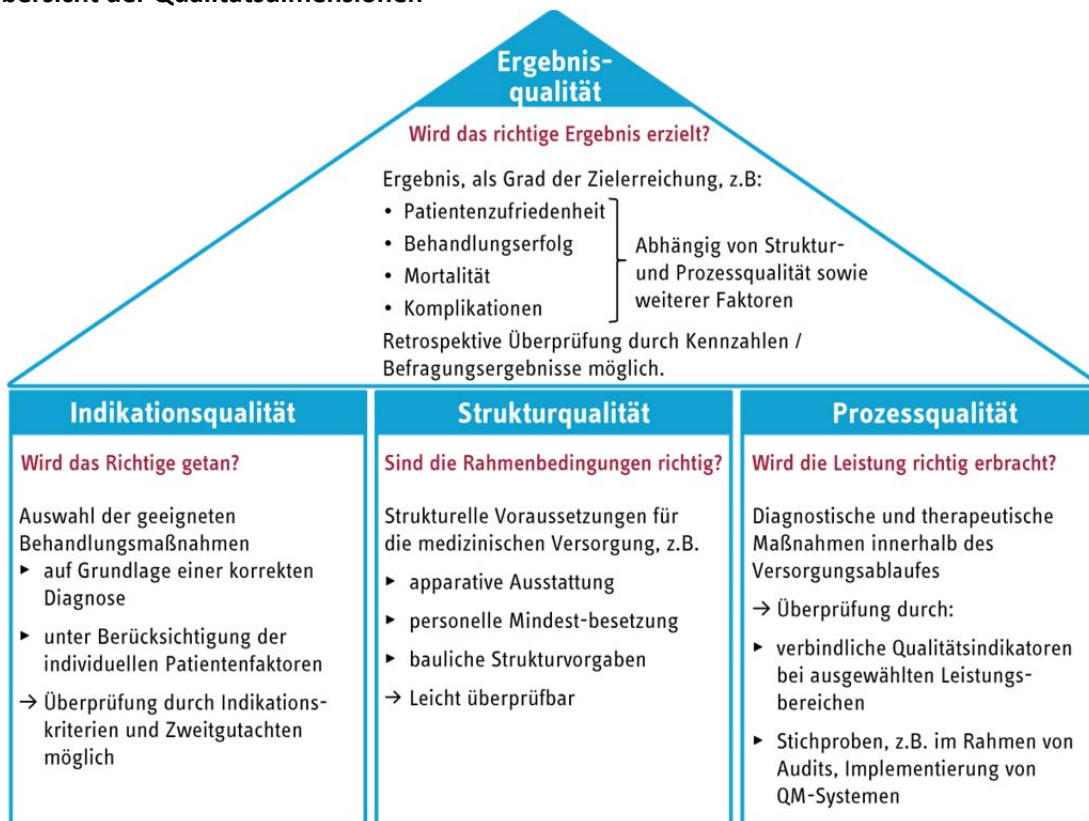 bersicht der Qualitätsdimensionen
Ergebnis-
qualität
Wird das richtige Ergebnis erzielt?
Ergebnis, als Grad der Zielerreichung, z.B:
• Patientenzufriedenheit
• Behandlungserfolg
• Mortalität
• Komplikationen
Abhängig von Struktur-
und Prozessqualität sowie
weiterer Faktoren
Retrospektive Überprüfung durch Kennzahlen /
Befragungsergebnisse möglich.
Indikationsqualität
Wird das Richtige getan?
Auswahl der geeigneten
Behandlungsmaßnahmen
▸ auf Grundlage einer korrekten
Diagnose
▸ unter Berücksichtigung der
individuellen Patientenfaktoren
→ Überprüfung durch Indikations-
kriterien und Zweitgutachten
möglich
Strukturqualität
Sind die Rahmenbedingungen richtig?
Strukturelle Voraussetzungen für
die medizinischen Versorgung, z.B.
▸ apparative Ausstattung
▸ personelle Mindest-besetzung
▸ bauliche Strukturvorgaben
→ Leicht überprüfbar
Prozessqualität
Wird die Leistung richtig erbracht?
Diagnostische und therapeutische
Maßnahmen innerhalb des
Versorgungsablaufes
→ Überprüfung durch:
▸ verbindliche Qualitätsindikatoren
bei ausgewählten Leistungs-
bereichen
▸ Stichproben, z.B. im Rahmen von
Audits, Implementierung von
QM-Systemen